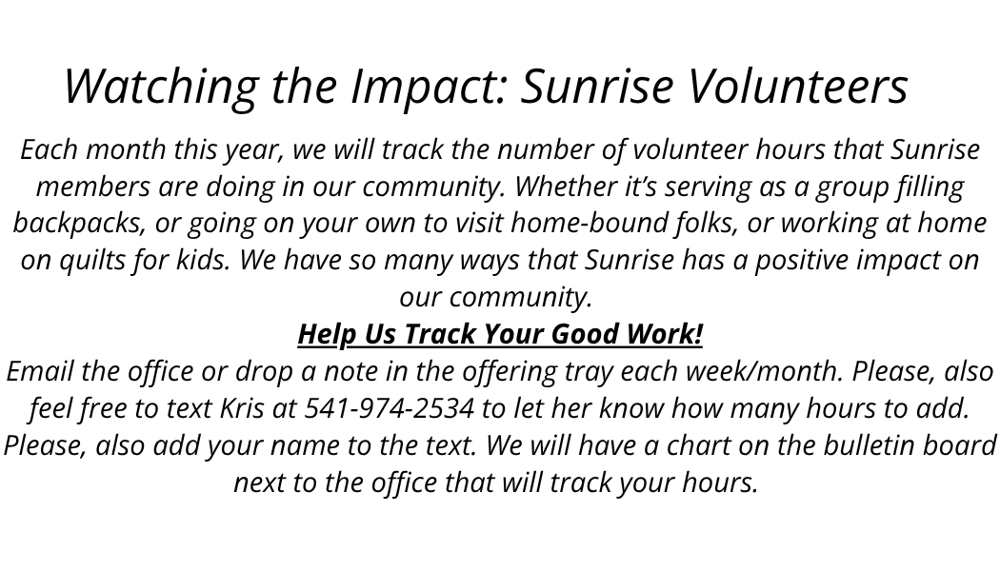 Watching the Impact: Sunrise Volunteers
Each month this year, we will track the number of volunteer hours that Sunrise
members are doing in our community. Whether it’s serving as a group filling
backpacks, or going on your own to visit home-bound folks, or working at home
on quilts for kids. We have so many ways that Sunrise has a positive impact on
our community.
Help Us Track Your Good Work!
Email the office or drop a note in the offering tray each week/month. Please, also
feel free to text Kris at 541-974-2534 to let her know how many hours to add.
Please, also add your name to the text. We will have a chart on the bulletin board
next to the office that will track your hours.